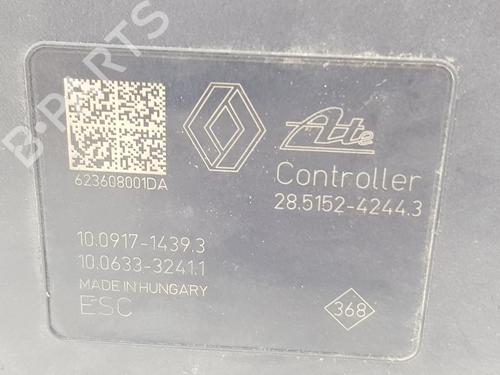 B-PARTS
623608001DA
Ate
Controller
28.5152-4244.3
10.0917-1439.3
10.0633-3241.1
MADE IN HUNGARY
ESC
368